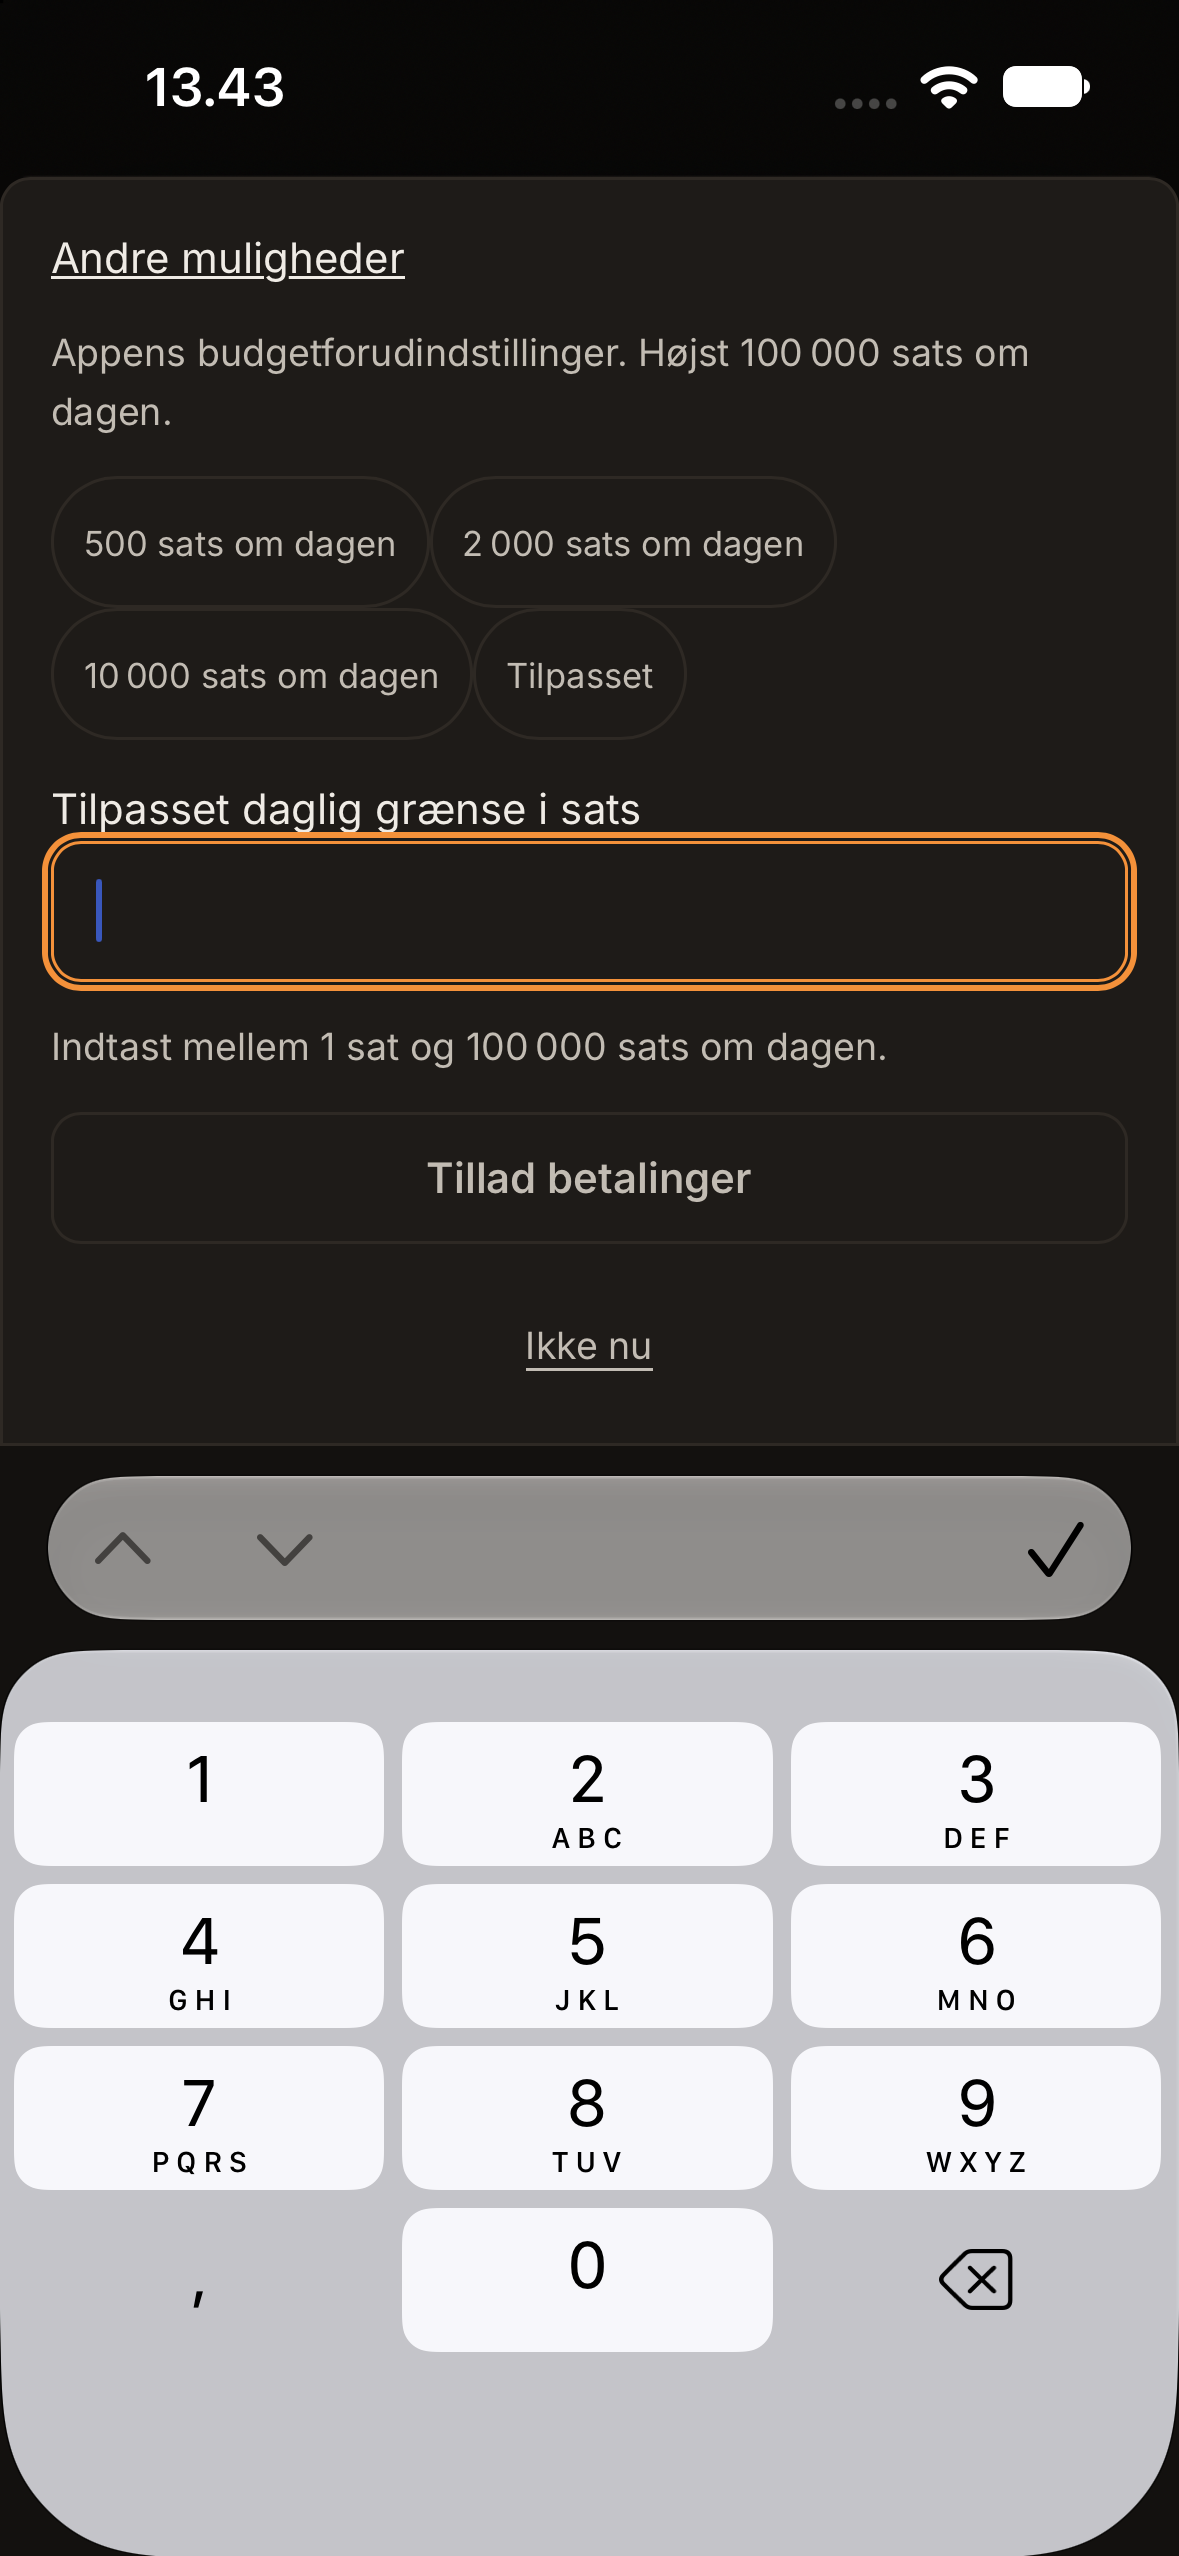 13.43
Andre muligheder
Appens budgetforudindstillinger. Højst 100 000 sats om
dagen.
500 sats om dagen
2 000 sats om dagen
10 000 sats om dagen
Tilpasset
Tilpasset daglig grænse i sats
Indtast mellem 1 sat og 100 000 sats om dagen.
Tillad betalinger
Ikke nu
1
2
ABC
3
DEF
4
GHI
5
JKL
6
MNO
7
PQRS
8
TUV
9
WXYZ
,
0